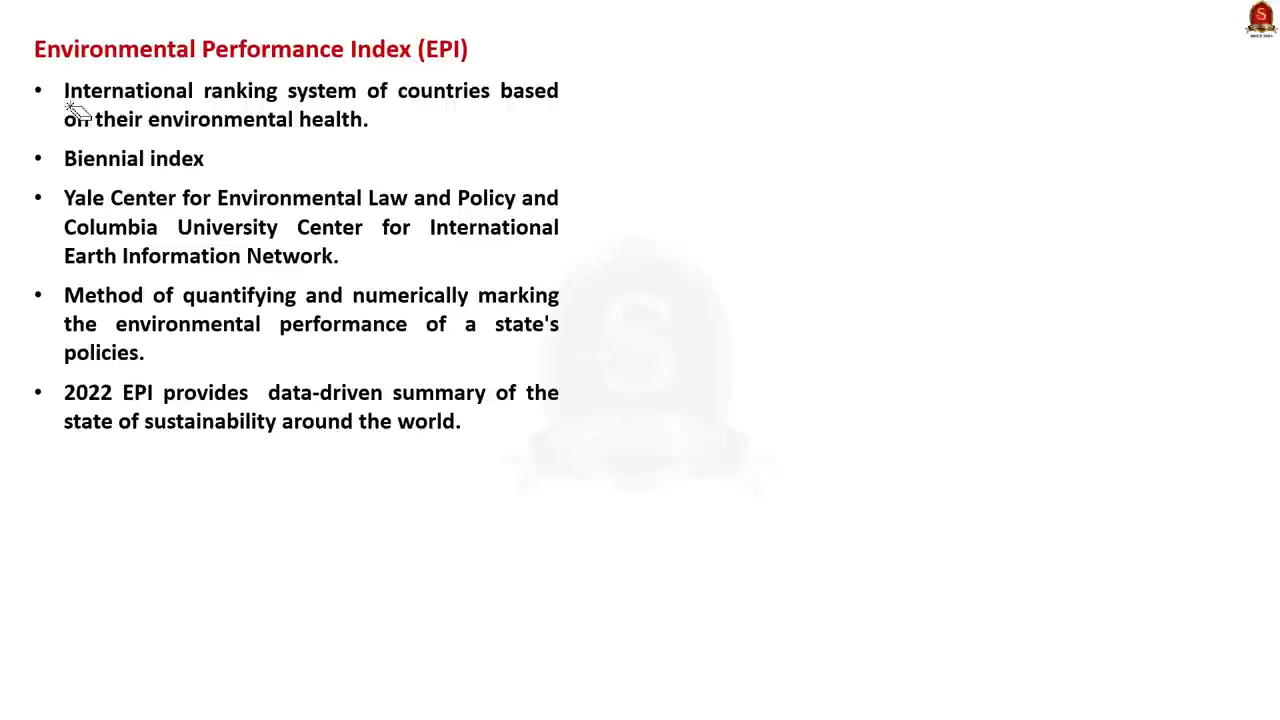 Environmental Performance Index (EPI)
• International ranking system of countries based
on their environmental health.
• Biennial index
• Yale Center for Environmental Law and Policy and
Columbia University Center for International
Earth Information Network.
• Method of quantifying and numerically marking
the environmental performance of a state's
policies.
• 2022 EPI provides data-driven summary of the
state of sustainability around the world.
S
S